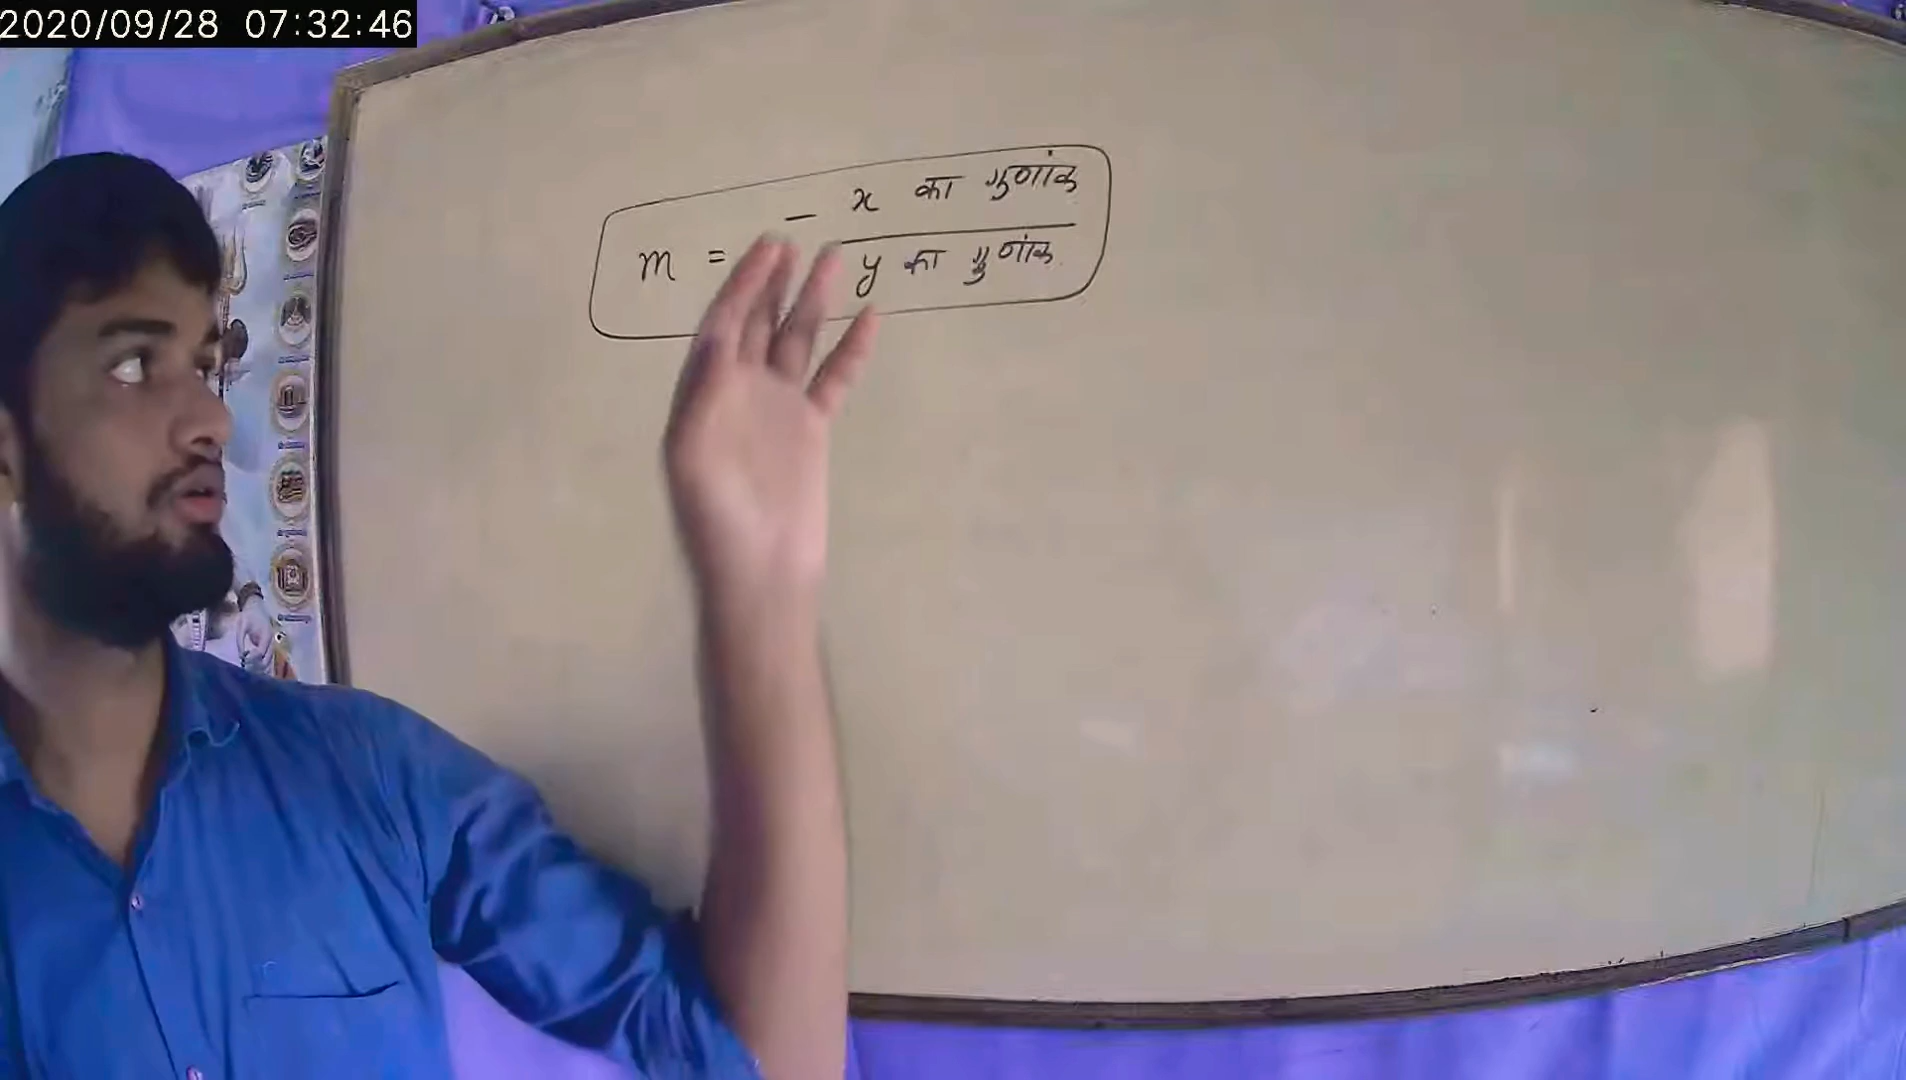 2020/09/28 07:32:46
m = - x का गुणांक
y का गुणांक